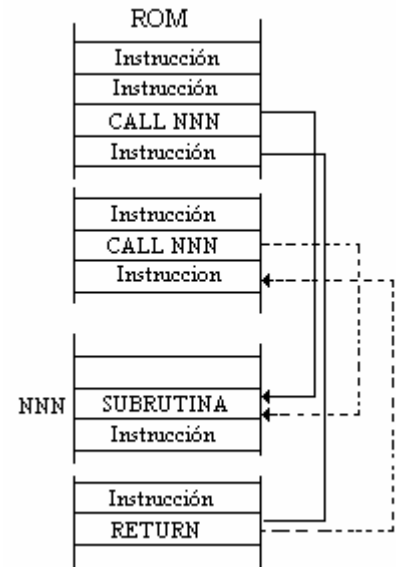 ROM
Instrucción
Instrucción
CALL NNN
Instrucción
Instrucción
CALL NNN
Instruccion
NNN SUBRUTINA
Instrucción
Instrucción
RETURN